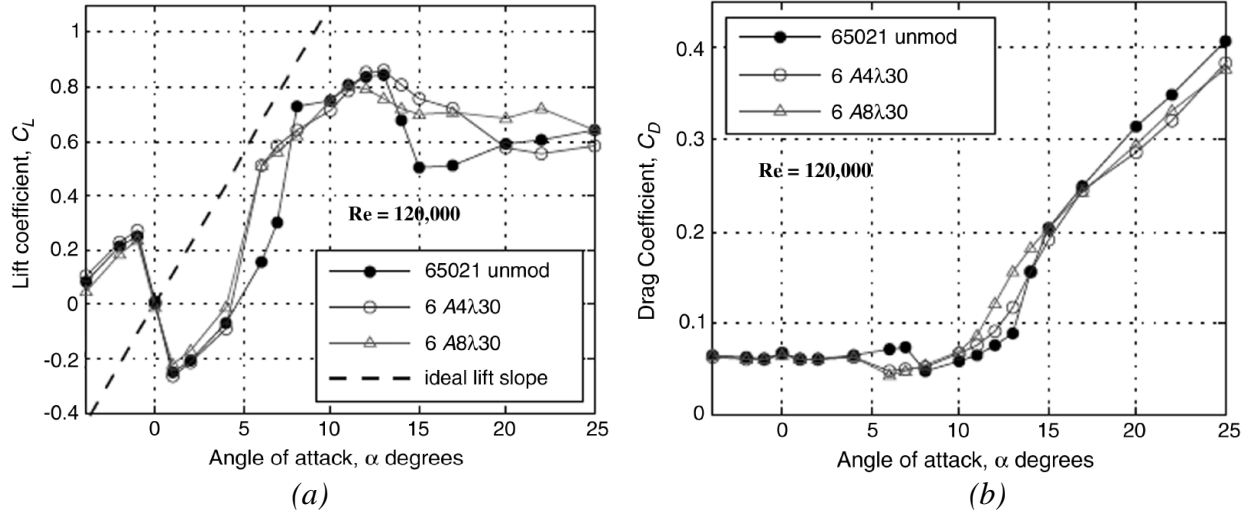 1
0.8
0.6
0.4
0.2
0
-0.2
-0.4
0
5
10
15
20
25
Lift coefficient, C_L
Angle of attack, α degrees
Re = 120,000
65021 unmod
6 A4λ30
6 A8λ30
ideal lift slope
(a)
0.4
0.3
0.2
0.1
0
0
5
10
15
20
25
Drag Coefficient, C_D
Angle of attack, α degrees
65021 unmod
6 A4λ30
6 A8λ30
Re = 120,000
(b)